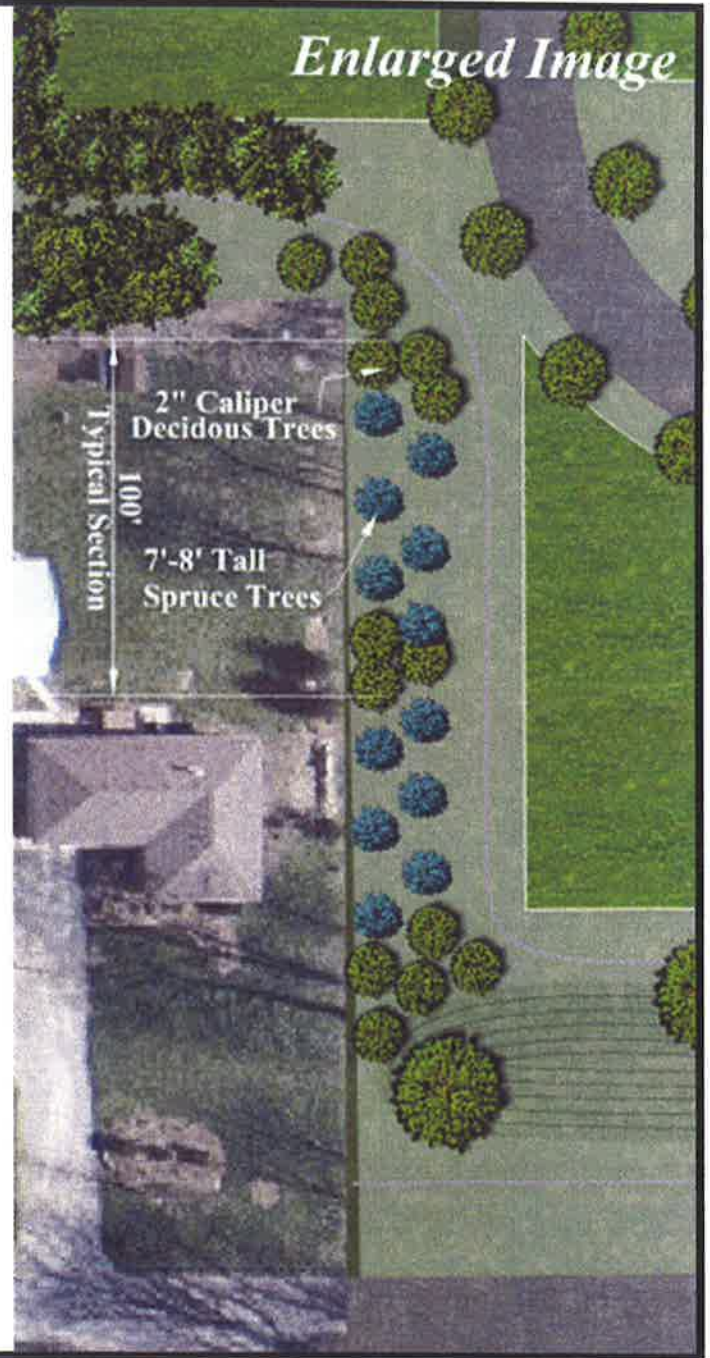 Enlarged Image
2" Caliper
Decidous Trees
100'
Typical Section
7'-8' Tall
Spruce Trees